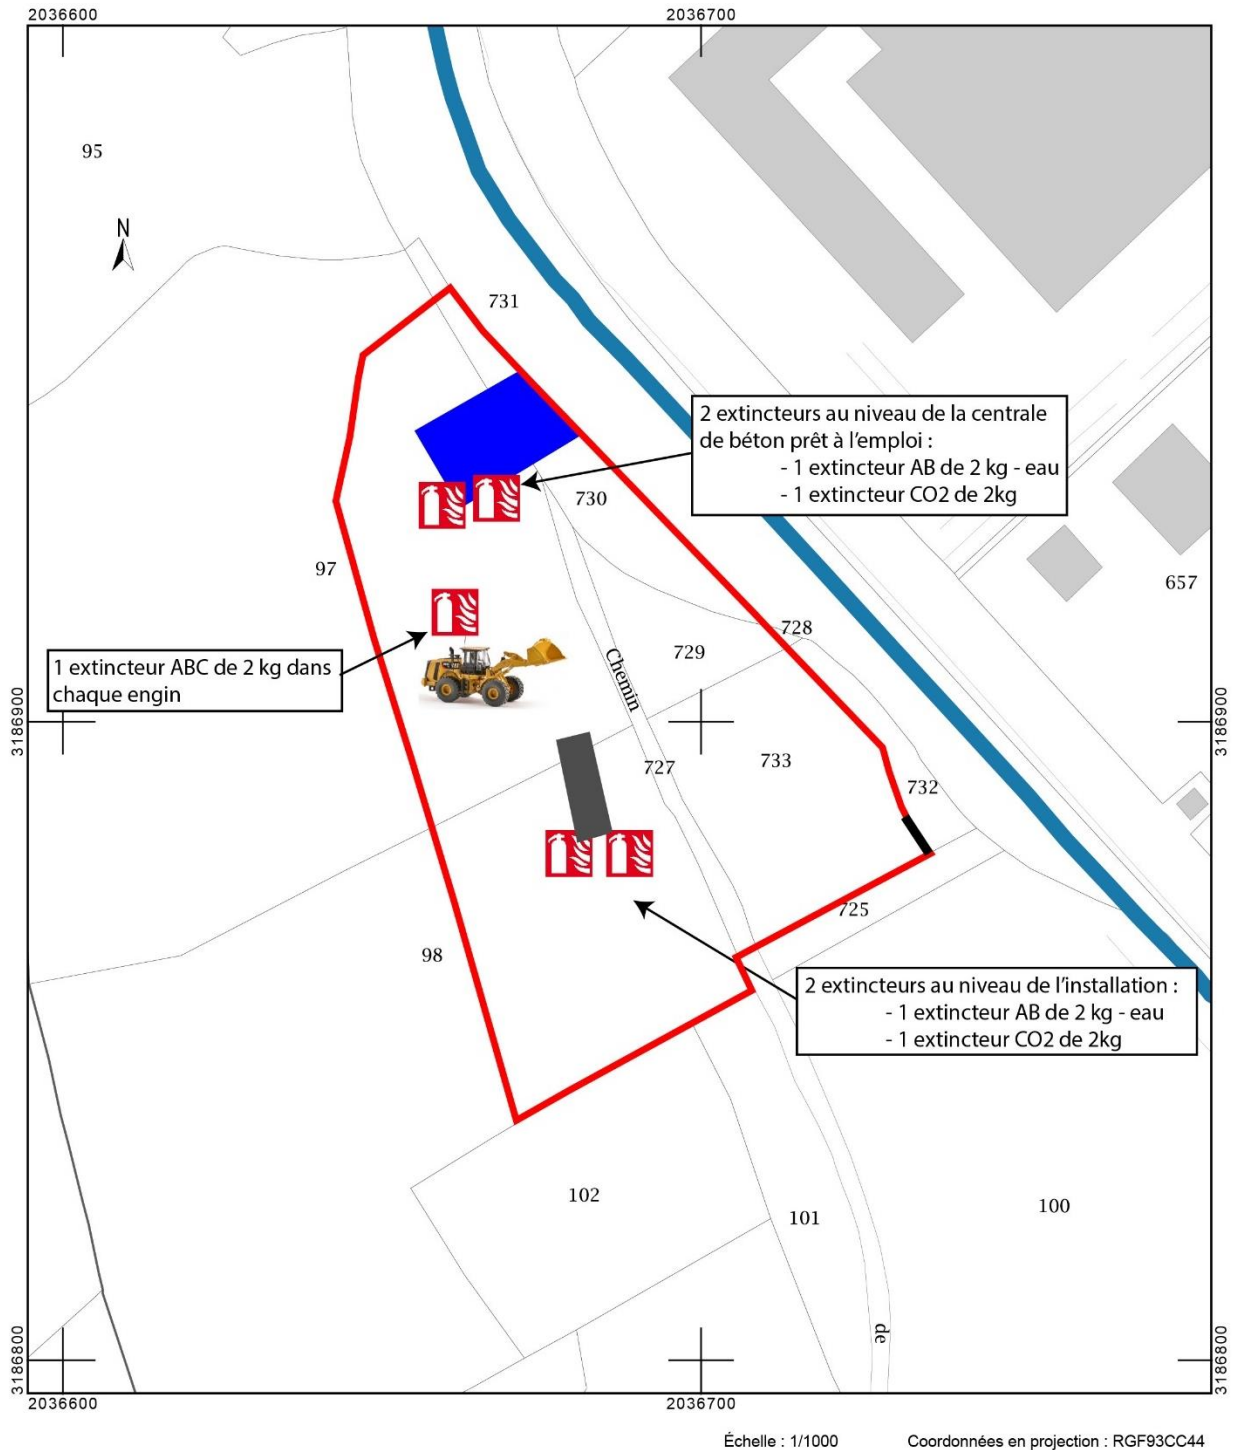 2036600
2036700
95
N
731
2 extincteurs au niveau de la centrale
de béton prêt à l'emploi :
- 1 extincteur AB de 2 kg - eau
- 1 extincteur CO2 de 2kg
730
97
657
728
1 extincteur ABC de 2 kg dans
chaque engin
729
Chemin
3186900
3186900
727
733
732
725
98
2 extincteurs au niveau de l'installation :
- 1 extincteur AB de 2 kg - eau
- 1 extincteur CO2 de 2kg
102
101
100
de
3186800
3186800
2036600
2036700
Échelle : 1/1000
Coordonnées en projection : RGF93CC44